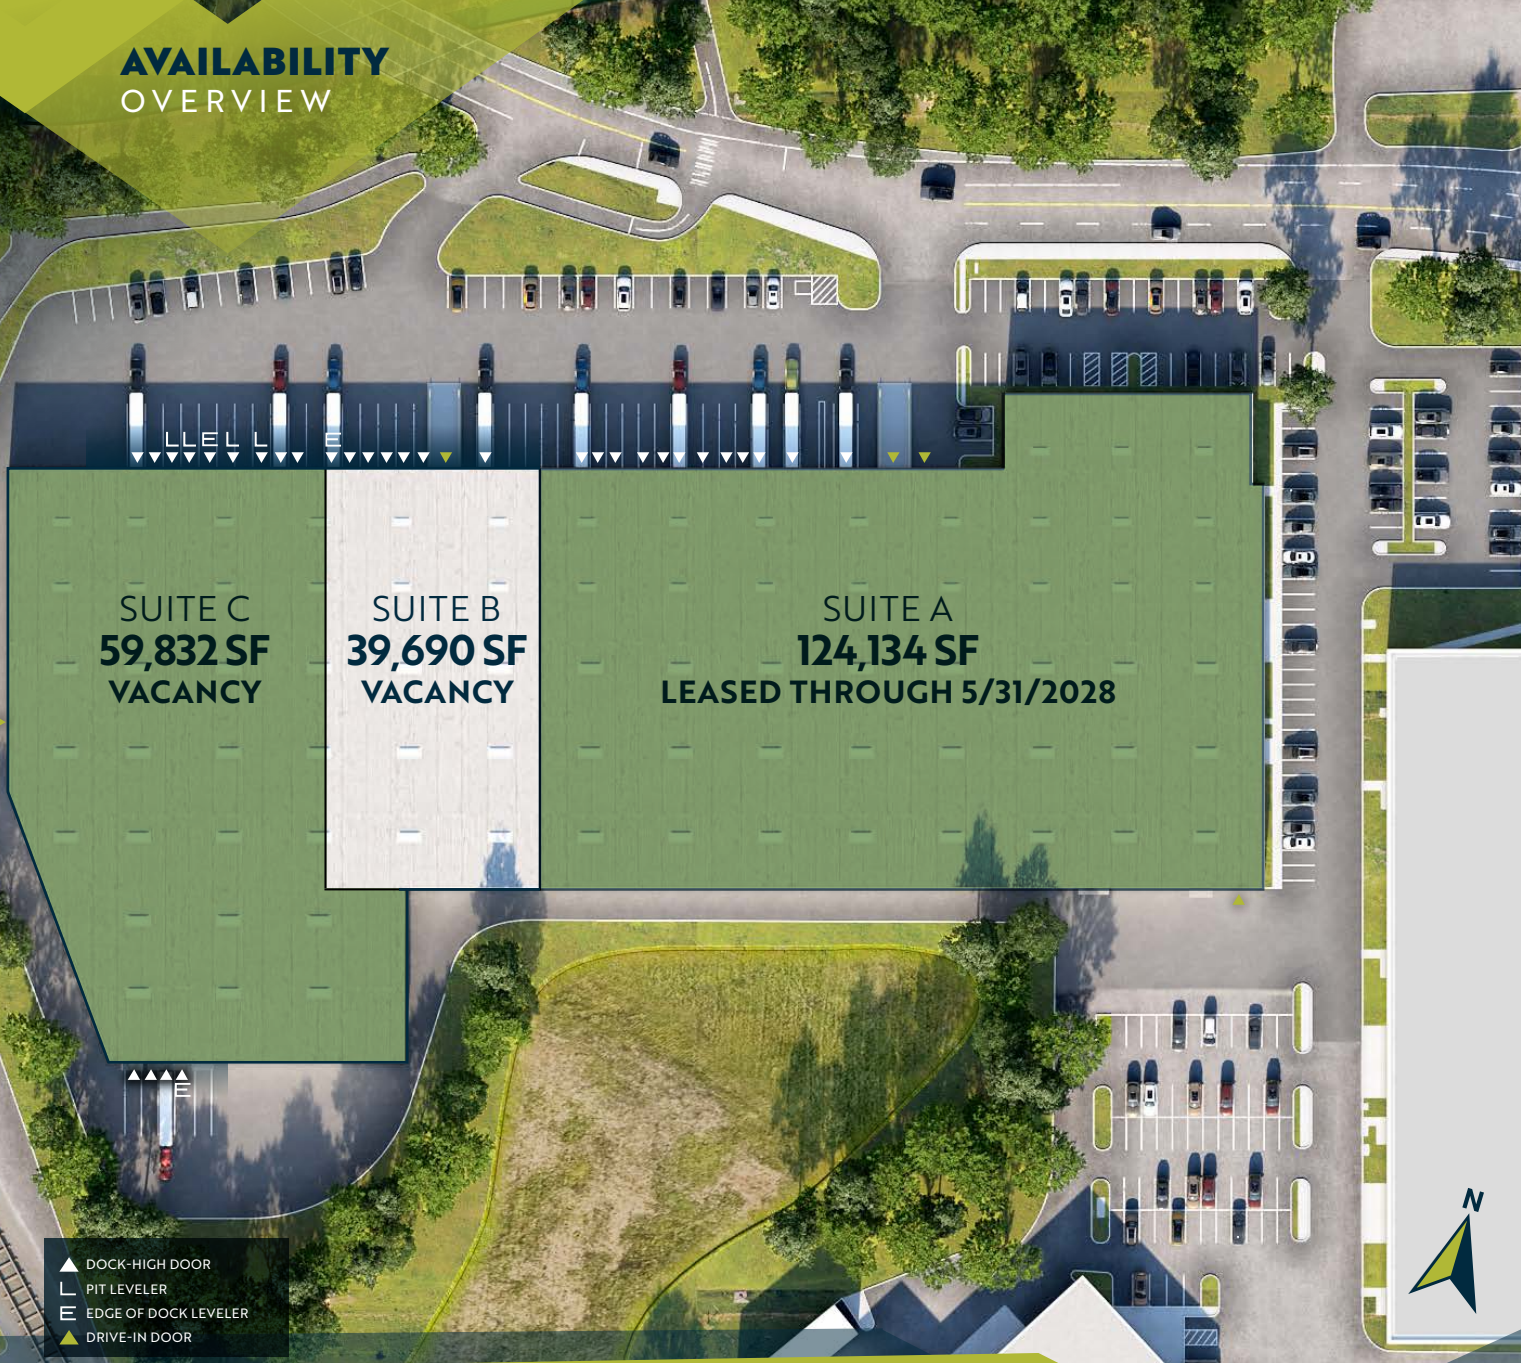 AVAILABILITY
OVERVIEW
L L E L L E
SUITE C
59,832 SF
VACANCY
SUITE B
39,690 SF
VACANCY
SUITE A
124,134 SF
LEASED THROUGH 5/31/2028
E
N
DOCK-HIGH DOOR
L PIT LEVELER
E EDGE OF DOCK LEVELER
DRIVE-IN DOOR